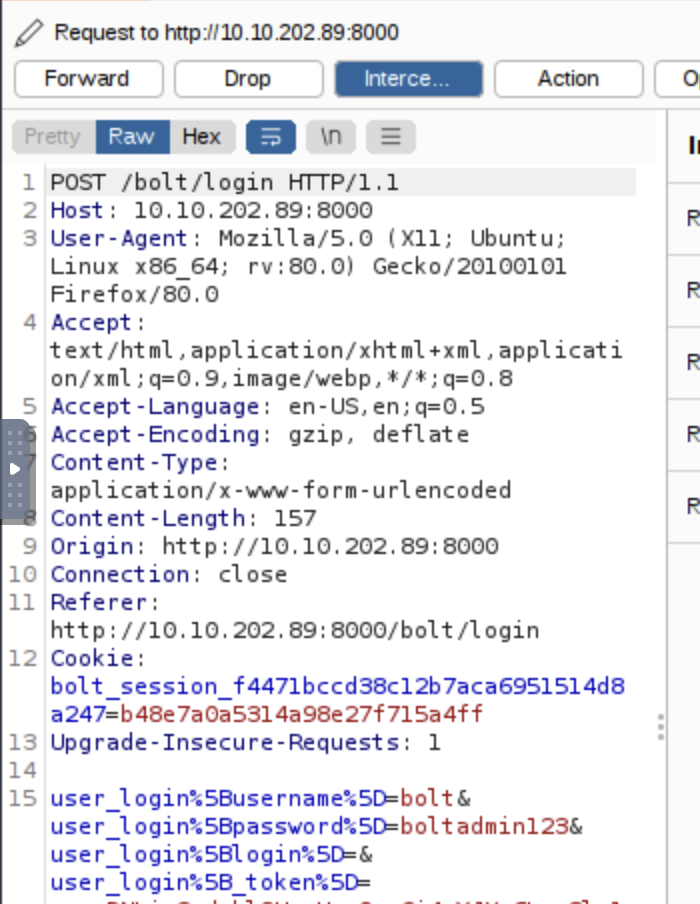 Request to http://10.10.202.89:8000
Forward Drop Interce... Action
Pretty Raw Hex \n
1 POST /bolt/login HTTP/1.1
2 Host: 10.10.202.89:8000
3 User-Agent: Mozilla/5.0 (X11; Ubuntu;
Linux x86_64; rv:80.0) Gecko/20100101
Firefox/80.0
4 Accept:
text/html,application/xhtml+xml,applicati
on/xml;q=0.9,image/webp,*/*;q=0.8
5 Accept-Language: en-US,en;q=0.5
6 Accept-Encoding: gzip, deflate
7 Content-Type:
application/x-www-form-urlencoded
8 Content-Length: 157
9 Origin: http://10.10.202.89:8000
10 Connection: close
11 Referer:
http://10.10.202.89:8000/bolt/login
12 Cookie:
bolt_session_f4471bccd38c12b7aca6951514d8
a247=b48e7a0a5314a98e27f715a4ff
13 Upgrade-Insecure-Requests: 1
14
15 user_login%5Busername%5D=bolt&
user_login%5Bpassword%5D=boltadmin123&
user_login%5Blogin%5D=&
user_login%5B_token%5D=